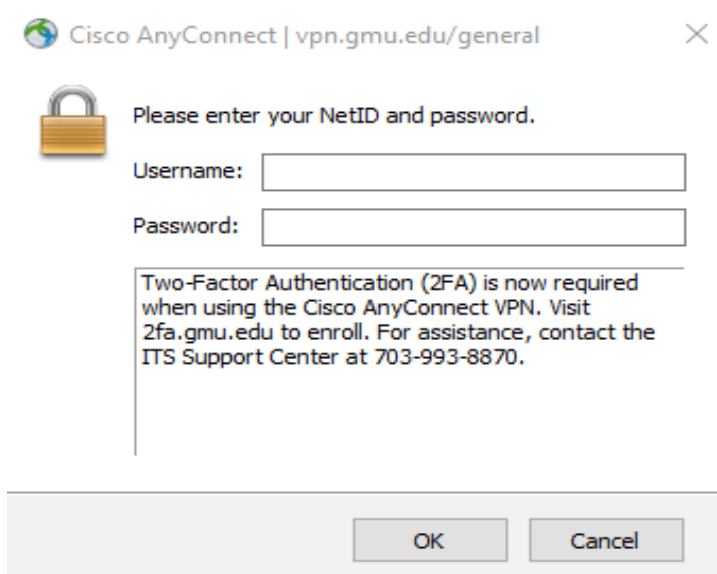 Cisco AnyConnect | vpn.gmu.edu/general
Please enter your NetID and password.
Username:
Password:
Two-Factor Authentication (2FA) is now required
when using the Cisco AnyConnect VPN. Visit
2fa.gmu.edu to enroll. For assistance, contact the
ITS Support Center at 703-993-8870.
OK Cancel